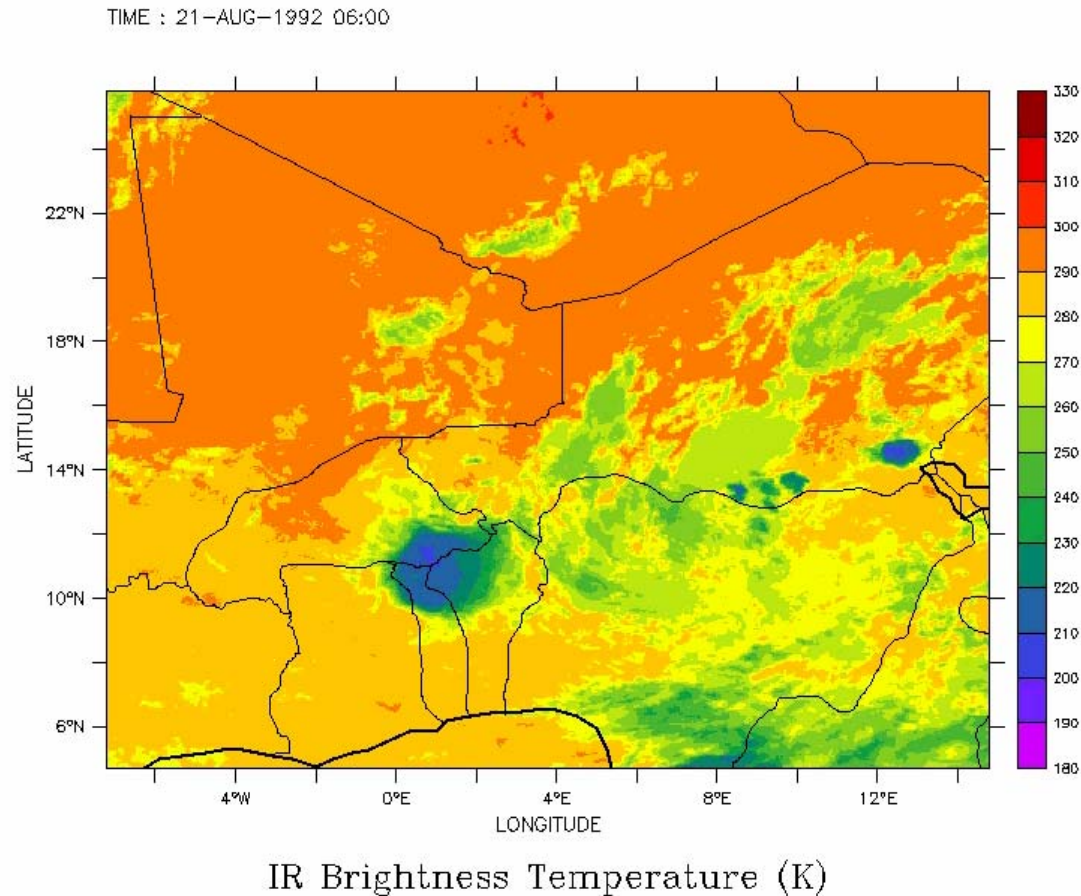 TIME : 21-AUG-1992 06:00
330
320
310
300
290
280
270
260
250
240
230
220
210
200
190
180
22°N
18°N
14°N
10°N
6°N
LATITUDE
4°W 0°E 4°E 8°E 12°E
LONGITUDE
IR Brightness Temperature (K)